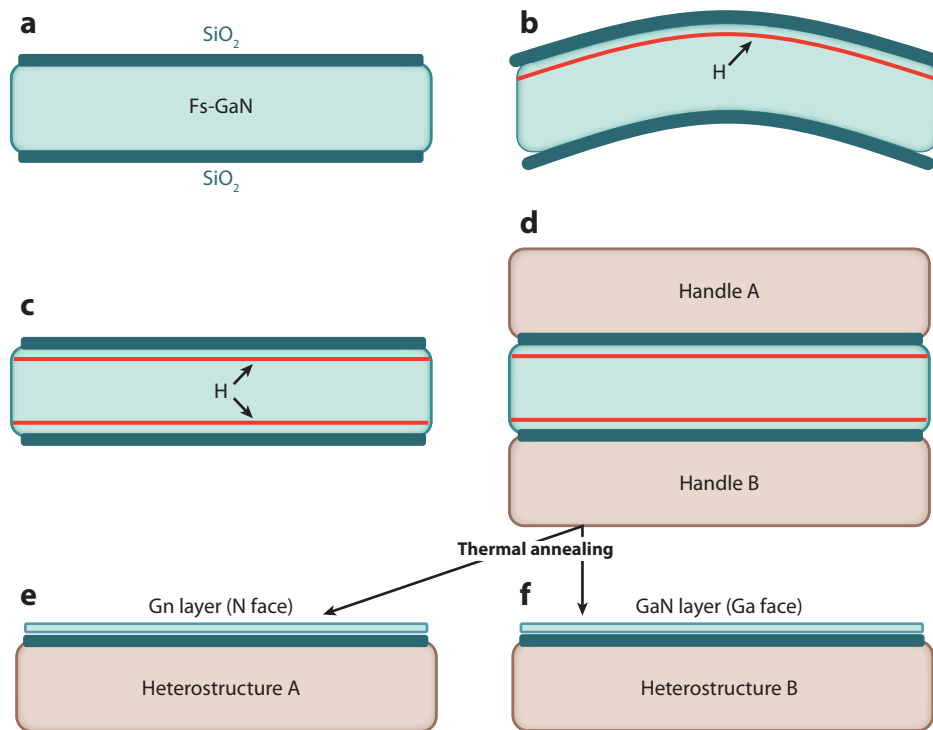 a
SiO₂
Fs-GaN
SiO₂
b
H
c
H
d
Handle A
Handle B
Thermal annealing
e
Gn layer (N face)
Heterostructure A
f
GaN layer (Ga face)
Heterostructure B